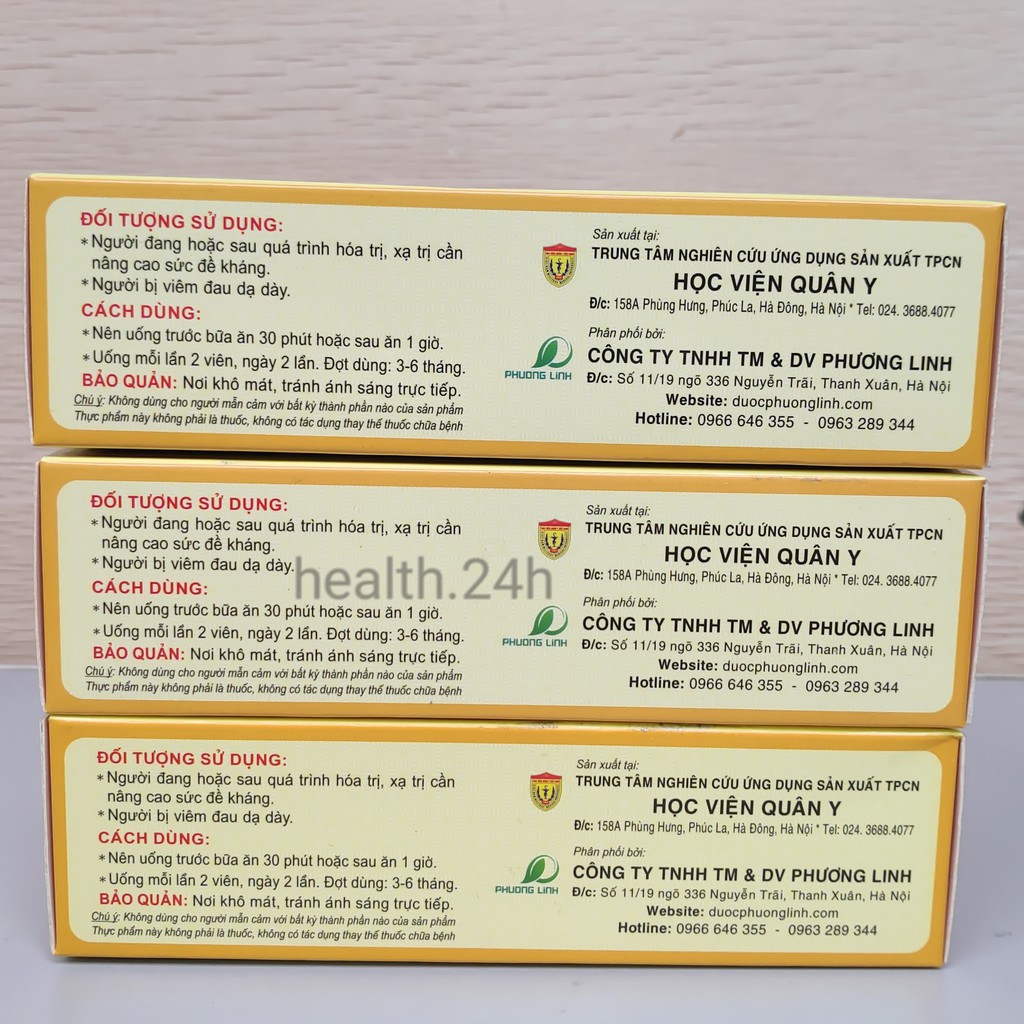 ĐỐI TƯỢNG SỬ DỤNG:
*Người đang hoặc sau quá trình hóa trị, xạ trị cần
nâng cao sức đề kháng.
*Người bị viêm đau dạ dày.
CÁCH DÙNG:
*Nên uống trước bữa ăn 30 phút hoặc sau ăn 1 giờ.
*Uống mỗi lần 2 viên, ngày 2 lần. Đợt dùng: 3-6 tháng.
BẢO QUẢN: Nơi khô mát, tránh ánh sáng trực tiếp.
Chú ý: Không dùng cho người mẫn cảm với bất kỳ thành phần nào của sản phẩm
Thực phẩm này không phải là thuốc, không có tác dụng thay thế thuốc chữa bệnh
Sản xuất tại:
TRUNG TÂM NGHIÊN CỨU ỨNG DỤNG SẢN XUẤT TPCN
HỌC VIỆN QUÂN Y
Đ/c: 158A Phùng Hưng, Phúc La, Hà Đông, Hà Nội * Tel: 024. 3688.4077
Phân phối bởi:
PHUONG LINH
CÔNG TY TNHH TM & DV PHƯƠNG LINH
Đ/c: Số 11/19 ngõ 336 Nguyễn Trãi, Thanh Xuân, Hà Nội
Website: duocphuonglinh.com
Hotline: 0966 646 355 - 0963 289 344
ĐỐI TƯỢNG SỬ DỤNG:
*Người đang hoặc sau quá trình hóa trị, xạ trị cần
nâng cao sức đề kháng.
*Người bị viêm đau dạ dày.
health.24h
CÁCH DÙNG:
*Nên uống trước bữa ăn 30 phút hoặc sau ăn 1 giờ.
*Uống mỗi lần 2 viên, ngày 2 lần. Đợt dùng: 3-6 tháng.
BẢO QUẢN: Nơi khô mát, tránh ánh sáng trực tiếp.
Chú ý: Không dùng cho người mẫn cảm với bất kỳ thành phần nào của sản phẩm
Thực phẩm này không phải là thuốc, không có tác dụng thay thế thuốc chữa bệnh
Sản xuất tại:
TRUNG TÂM NGHIÊN CỨU ỨNG DỤNG SẢN XUẤT TPCN
HỌC VIỆN QUÂN Y
Đ/c: 158A Phùng Hưng, Phúc La, Hà Đông, Hà Nội * Tel: 024. 3688.4077
Phân phối bởi:
PHUONG LINH
CÔNG TY TNHH TM & DV PHƯƠNG LINH
Đ/c: Số 11/19 ngõ 336 Nguyễn Trãi, Thanh Xuân, Hà Nội
Website: duocphuonglinh.com
Hotline: 0966 646 355 - 0963 289 344
ĐỐI TƯỢNG SỬ DỤNG:
*Người đang hoặc sau quá trình hóa trị, xạ trị cần
nâng cao sức đề kháng.
*Người bị viêm đau dạ dày.
CÁCH DÙNG:
*Nên uống trước bữa ăn 30 phút hoặc sau ăn 1 giờ.
*Uống mỗi lần 2 viên, ngày 2 lần. Đợt dùng: 3-6 tháng.
BẢO QUẢN: Nơi khô mát, tránh ánh sáng trực tiếp.
Chú ý: Không dùng cho người mẫn cảm với bất kỳ thành phần nào của sản phẩm
Thực phẩm này không phải là thuốc, không có tác dụng thay thế thuốc chữa bệnh
Sản xuất tại:
TRUNG TÂM NGHIÊN CỨU ỨNG DỤNG SẢN XUẤT TPCN
HỌC VIỆN QUÂN Y
Đ/c: 158A Phùng Hưng, Phúc La, Hà Đông, Hà Nội * Tel: 024. 3688.4077
Phân phối bởi:
PHUONG LINH
CÔNG TY TNHH TM & DV PHƯƠNG LINH
Đ/c: Số 11/19 ngõ 336 Nguyễn Trãi, Thanh Xuân, Hà Nội
Website: duocphuonglinh.com
Hotline: 0966 646 355 - 0963 289 344